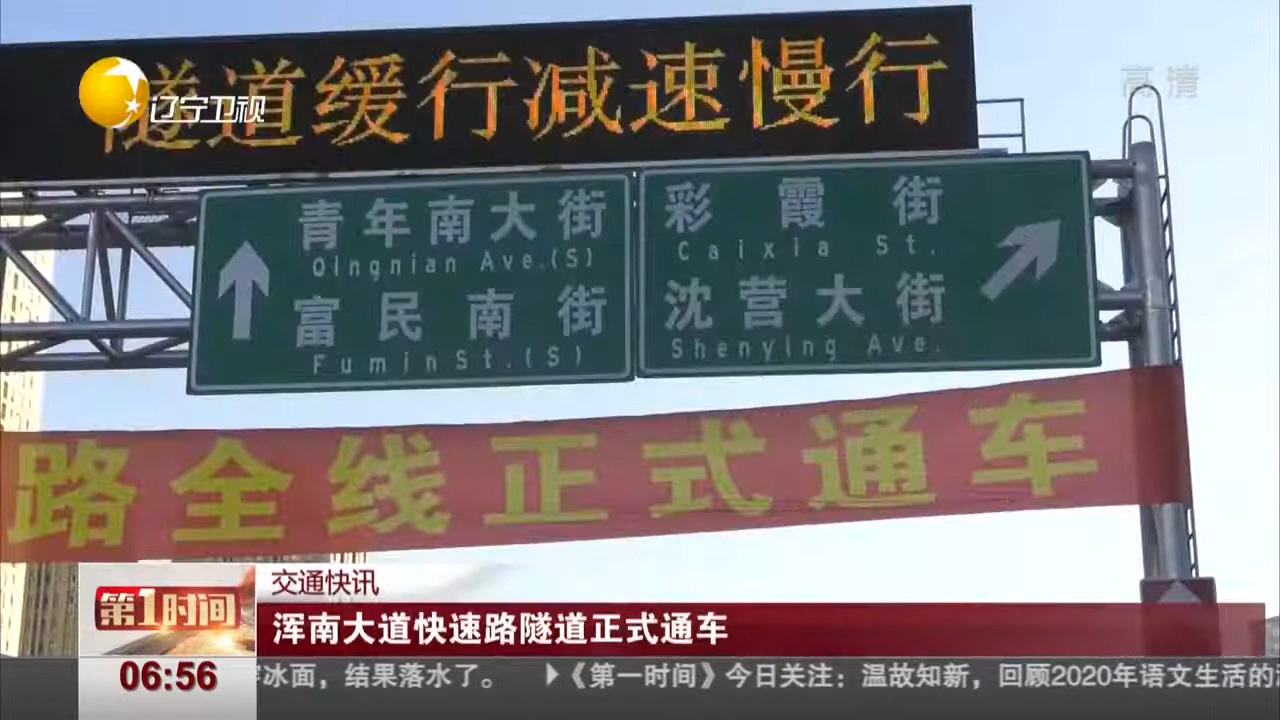 隧道缓行减速慢行
辽宁卫视
高清
青年南大街
Qingnian Ave.(S)
富民南街
FuminSt.(S)
彩霞街
Caixia St.
沈营大街
Shenying Ave.
路全线正式通车
交通快讯
第1时间
浑南大道快速路隧道正式通车
06:56
冰面，结果落水了。 《第一时间》今日关注：温故知新，回顾2020年语文生活的